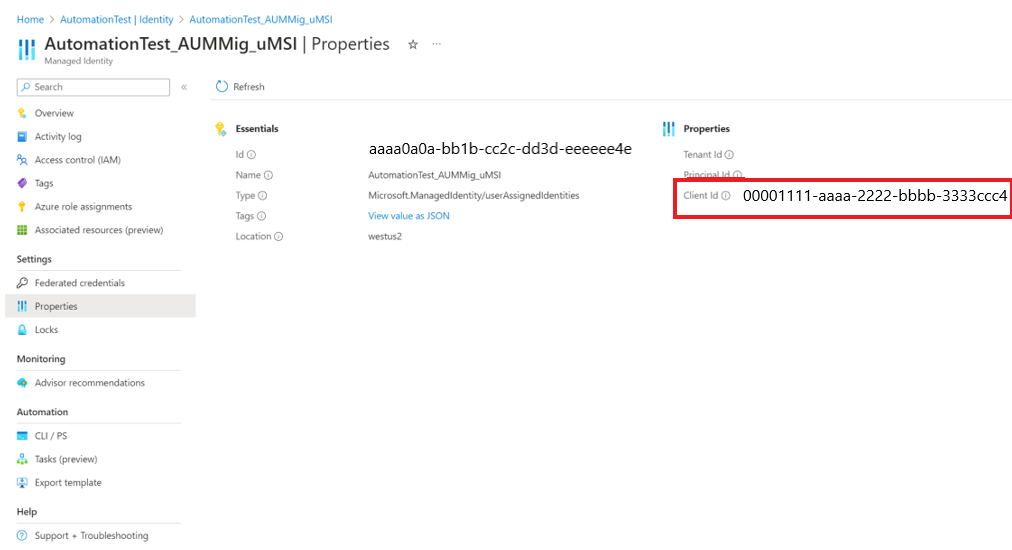 Home > AutomationTest | Identity > AutomationTest_AUMMig_uMSI
AutomationTest_AUMMig_uMSI | Properties
Managed Identity
Search
Refresh
Overview
Activity log
Access control (IAM)
Tags
Azure role assignments
Associated resources (preview)
Settings
Federated credentials
Properties
Locks
Monitoring
Advisor recommendations
Automation
CLI / PS
Tasks (preview)
Export template
Help
Support + Troubleshooting
Essentials
Id aaaa0a0a-bb1b-cc2c-dd3d-eeeeee4e
Name AutomationTest_AUMMig_uMSI
Type Microsoft.ManagedIdentity/userAssignedIdentities
Tags View value as JSON
Location westus2
Properties
Tenant Id
Principal Id
Client Id 00001111-aaaa-2222-bbbb-3333ccc4